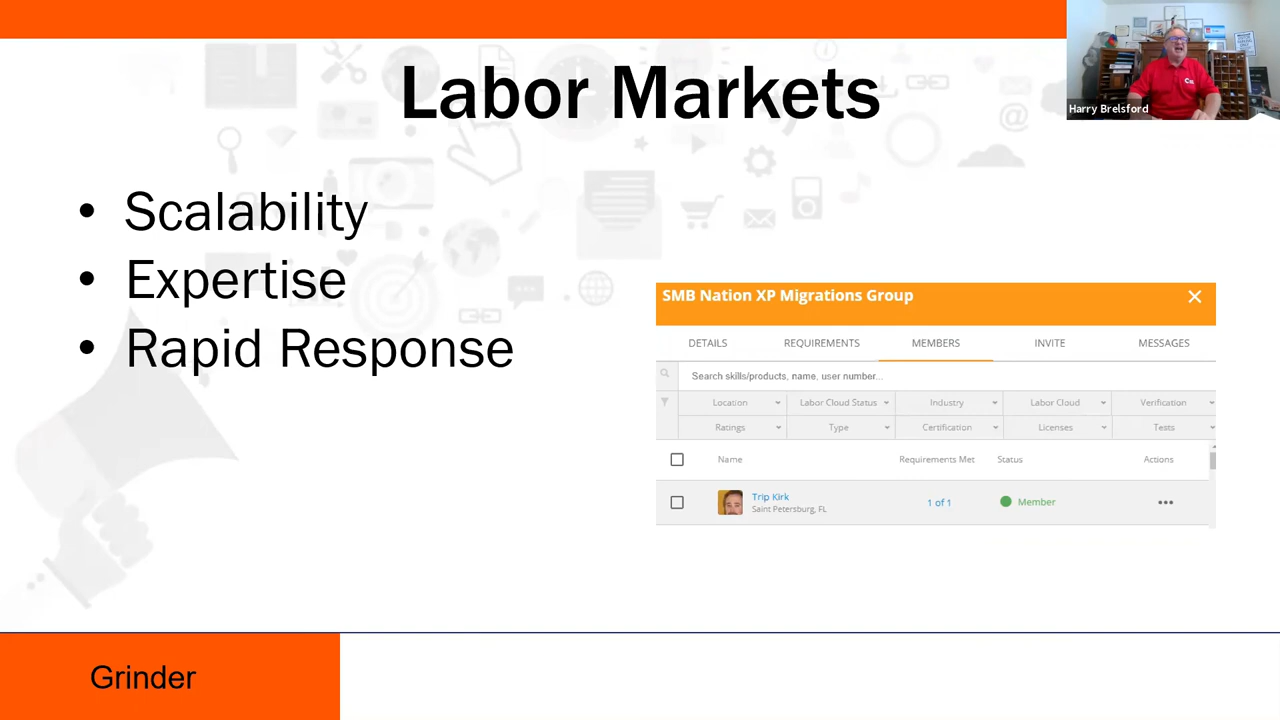 Labor Markets
Harry Brelsford
• Scalability
• Expertise
• Rapid Response
SMB Nation XP Migrations Group
DETAILS REQUIREMENTS MEMBERS INVITE MESSAGES
Search skills/products, name, user number...
Location Labor Cloud Status Industry Labor Cloud Verification
Ratings Type Certification Licenses Tests
Name Requirements Met Status Actions
Trip Kirk
Saint Petersburg, FL
1 of 1
Member
Grinder